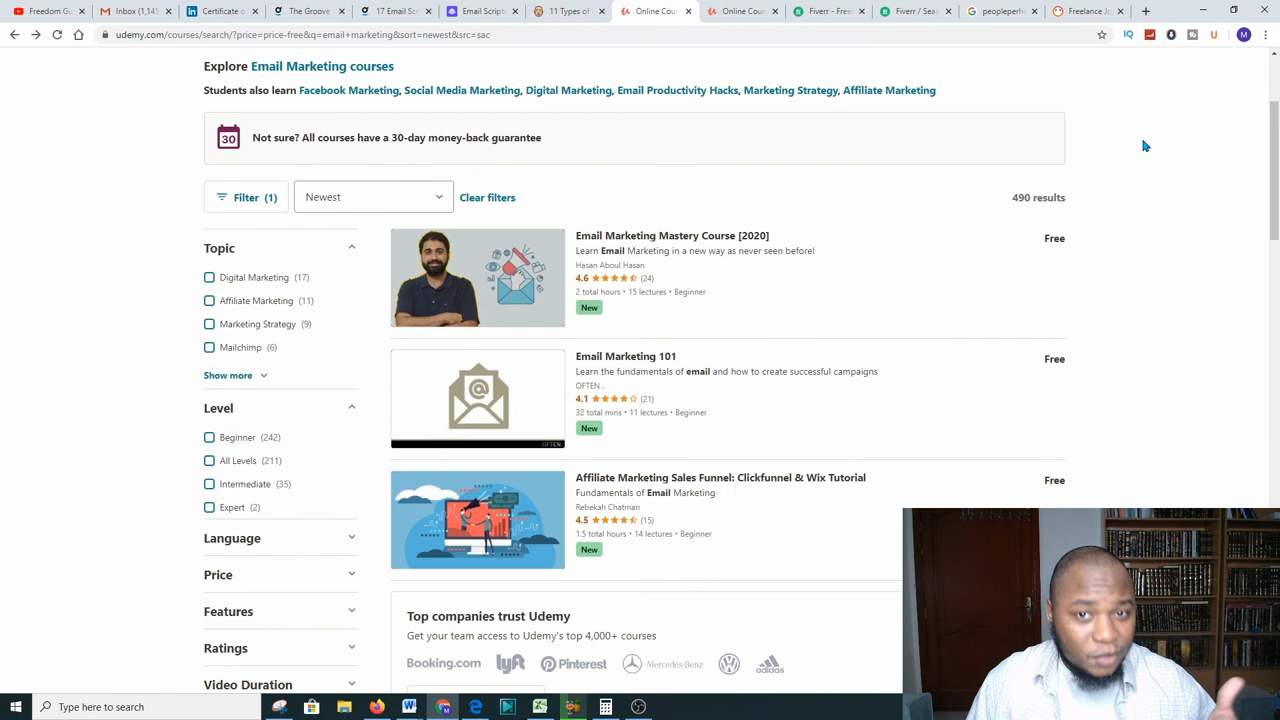 Freedom Gu
Inbox (1,145
Certificate o
The Groove
17 Email Scr
Email Script
11 Types of
Online Cour
Online Cour
Fiverr - Free
Fiverr / Sear
peopleperh
Freelance Jo
udemy.com/courses/search/?price=price-free&q=email+marketing&sort=newest&src=sac
IQ
U
M
Explore Email Marketing courses
Students also learn Facebook Marketing, Social Media Marketing, Digital Marketing, Email Productivity Hacks, Marketing Strategy, Affiliate Marketing
30
Not sure? All courses have a 30-day money-back guarantee
Filter (1)
Newest
Clear filters
490 results
Topic
Digital Marketing (17)
Affiliate Marketing (11)
Marketing Strategy (9)
Mailchimp (6)
Show more
Level
Beginner (242)
All Levels (211)
Intermediate (35)
Expert (2)
Language
Price
Features
Ratings
Video Duration
Email Marketing Mastery Course [2020]
Free
Learn Email Marketing in a new way as never seen before!
Hasan Aboul Hasan
4.6 (24)
2 total hours • 15 lectures • Beginner
New
@
OFTEN.
Email Marketing 101
Free
Learn the fundamentals of email and how to create successful campaigns
OFTEN .
4.1 (21)
32 total mins • 11 lectures • Beginner
New
Affiliate Marketing Sales Funnel: Clickfunnel & Wix Tutorial
Free
Fundamentals of Email Marketing
Rebekah Chatman
4.5 (15)
1.5 total hours • 14 lectures • Beginner
New
Top companies trust Udemy
Get your team access to Udemy's top 4,000+ courses
Booking.com
lyft
Pinterest
Mercedes-Benz
adidas
Type here to search